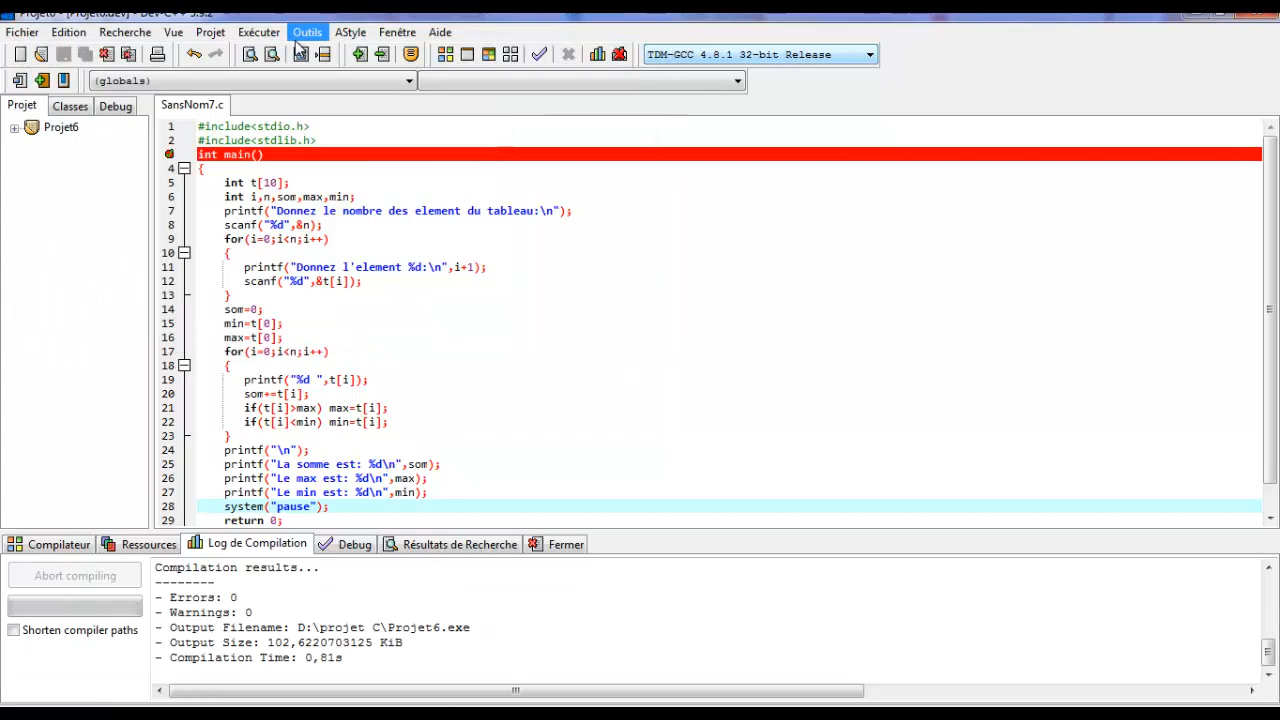 Projet6 - [Projet6.dev] - Dev-C++ 5.9.2
Fichier Edition Recherche Vue Projet Exécuter Outils AStyle Fenêtre Aide
TDM-GCC 4.8.1 32-bit Release
(globals)
Projet Classes Debug SansNom7.c
Projet6
1 #include<stdio.h>
2 #include<stdlib.h>
int main()
4 {
5 int t[10];
6 int i,n,som,max,min;
7 printf("Donnez le nombre des element du tableau:\n");
8 scanf("%d",&n);
9 for(i=0;i<n;i++)
10 {
11 printf("Donnez l'element %d:\n",i+1);
12 scanf("%d",&t[i]);
13 }
14 som=0;
15 min=t[0];
16 max=t[0];
17 for(i=0;i<n;i++)
18 {
19 printf("%d ",t[i]);
20 som+=t[i];
21 if(t[i]>max) max=t[i];
22 if(t[i]<min) min=t[i];
23 }
24 printf("\n");
25 printf("La somme est: %d\n",som);
26 printf("Le max est: %d\n",max);
27 printf("Le min est: %d\n",min);
28 system("pause");
29 return 0;
Compilateur Ressources Log de Compilation Debug Résultats de Recherche Fermer
Abort compiling
Shorten compiler paths
Compilation results...
--------
- Errors: 0
- Warnings: 0
- Output Filename: D:\projet C\Projet6.exe
- Output Size: 102,6220703125 KiB
- Compilation Time: 0,81s